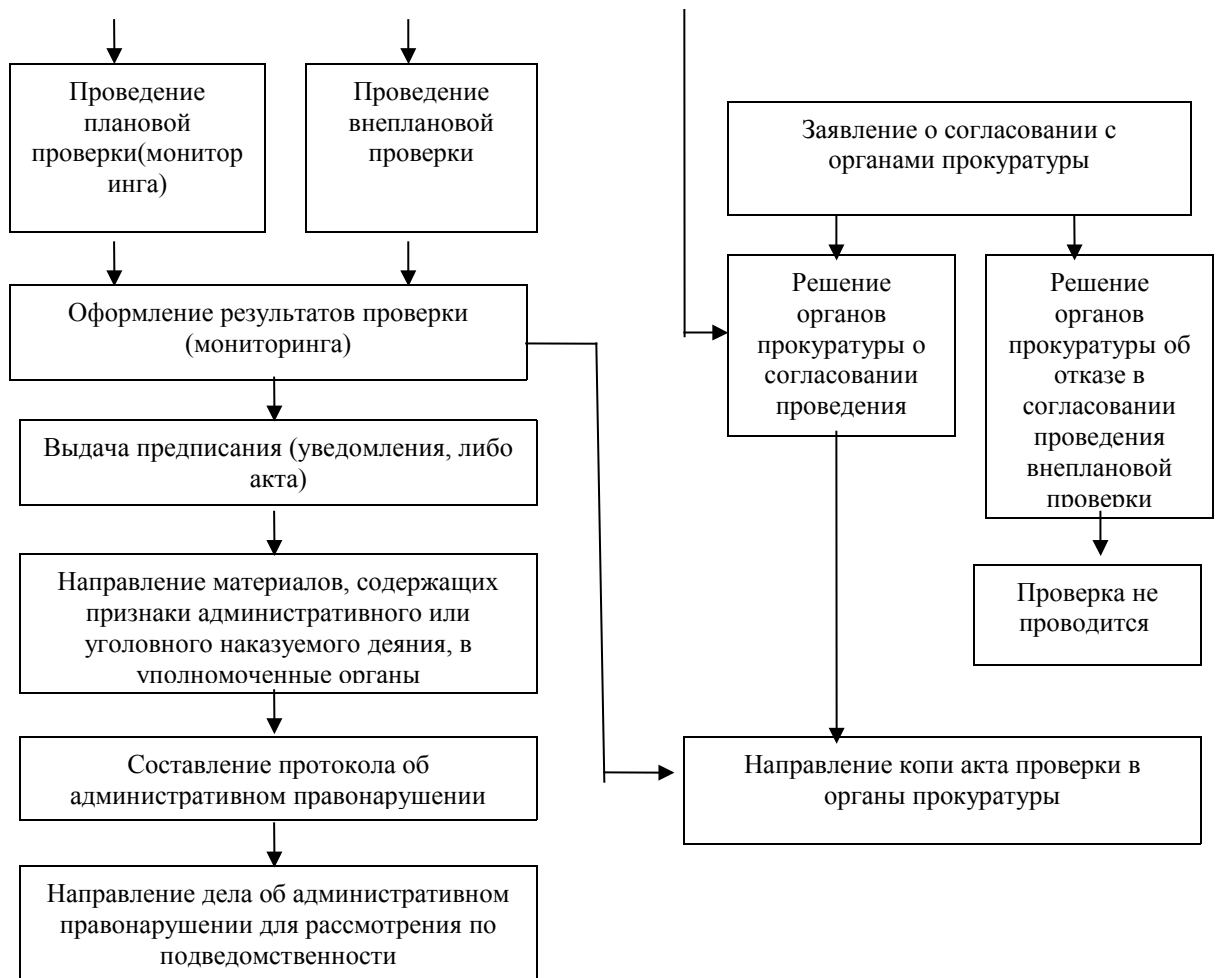 Проведение
плановой
проверки(монитор
инга)
Проведение
внеплановой
проверки
Заявление о согласовании с
органами прокуратуры
Оформление результатов проверки
(мониторинга)
Решение
органов
прокуратуры о
согласовании
проведения
Решение
органов
прокуратуры об
отказе в
согласовании
проведения
внеплановой
проверки
Выдача предписания (уведомления, либо
акта)
Направление материалов, содержащих
признаки административного или
уголовного наказуемого деяния, в
уполномоченные органы
Проверка не
проводится
Составление протокола об
административном правонарушении
Направление копи акта проверки в
органы прокуратуры
Направление дела об административном
правонарушении для рассмотрения по
подведомственности